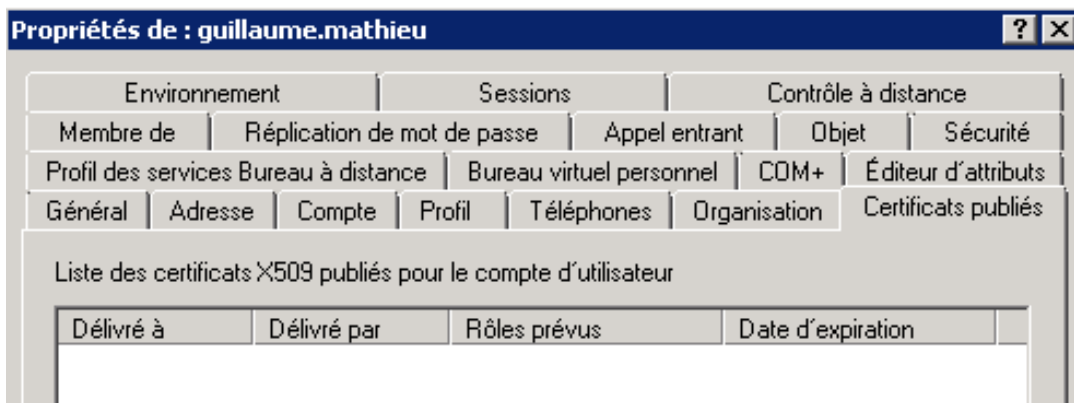 Propriétés de : guillaume.mathieu
Environnement Sessions Contrôle à distance
Membre de Réplication de mot de passe Appel entrant Objet Sécurité
Profil des services Bureau à distance Bureau virtuel personnel COM+ Éditeur d'attributs
Général Adresse Compte Profil Téléphones Organisation Certificats publiés
Liste des certificats X509 publiés pour le compte d'utilisateur
Délivré à Délivré par Rôles prévus Date d'expiration